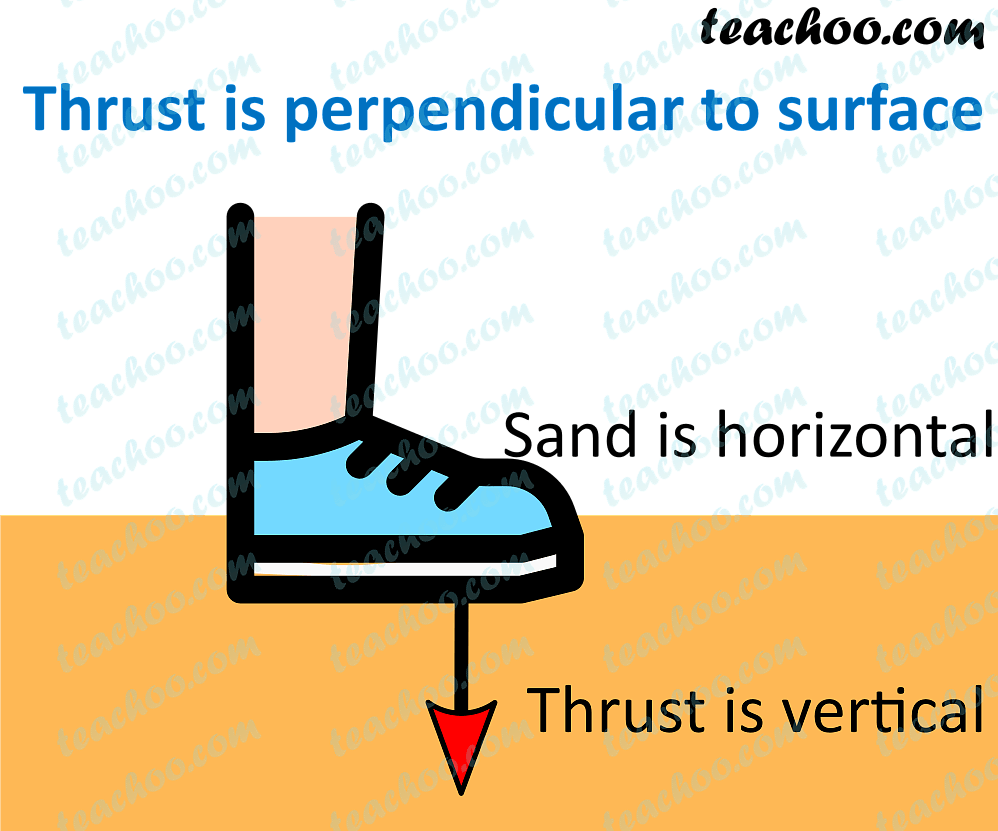 teachoo.com
Thrust is perpendicular to surface
Sand is horizontal
Thrust is vertical